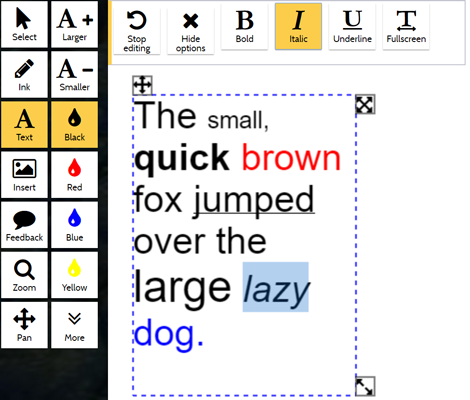 Select
A +
Larger
Ink
A −
Smaller
A
Text
Black
Insert
Red
Feedback
Blue
Zoom
Yellow
Pan
More
Stop editing
Hide options
B
Bold
I
Italic
U
Underline
T
Fullscreen
The small,
quick brown
fox jumped
over the
large lazy
dog.